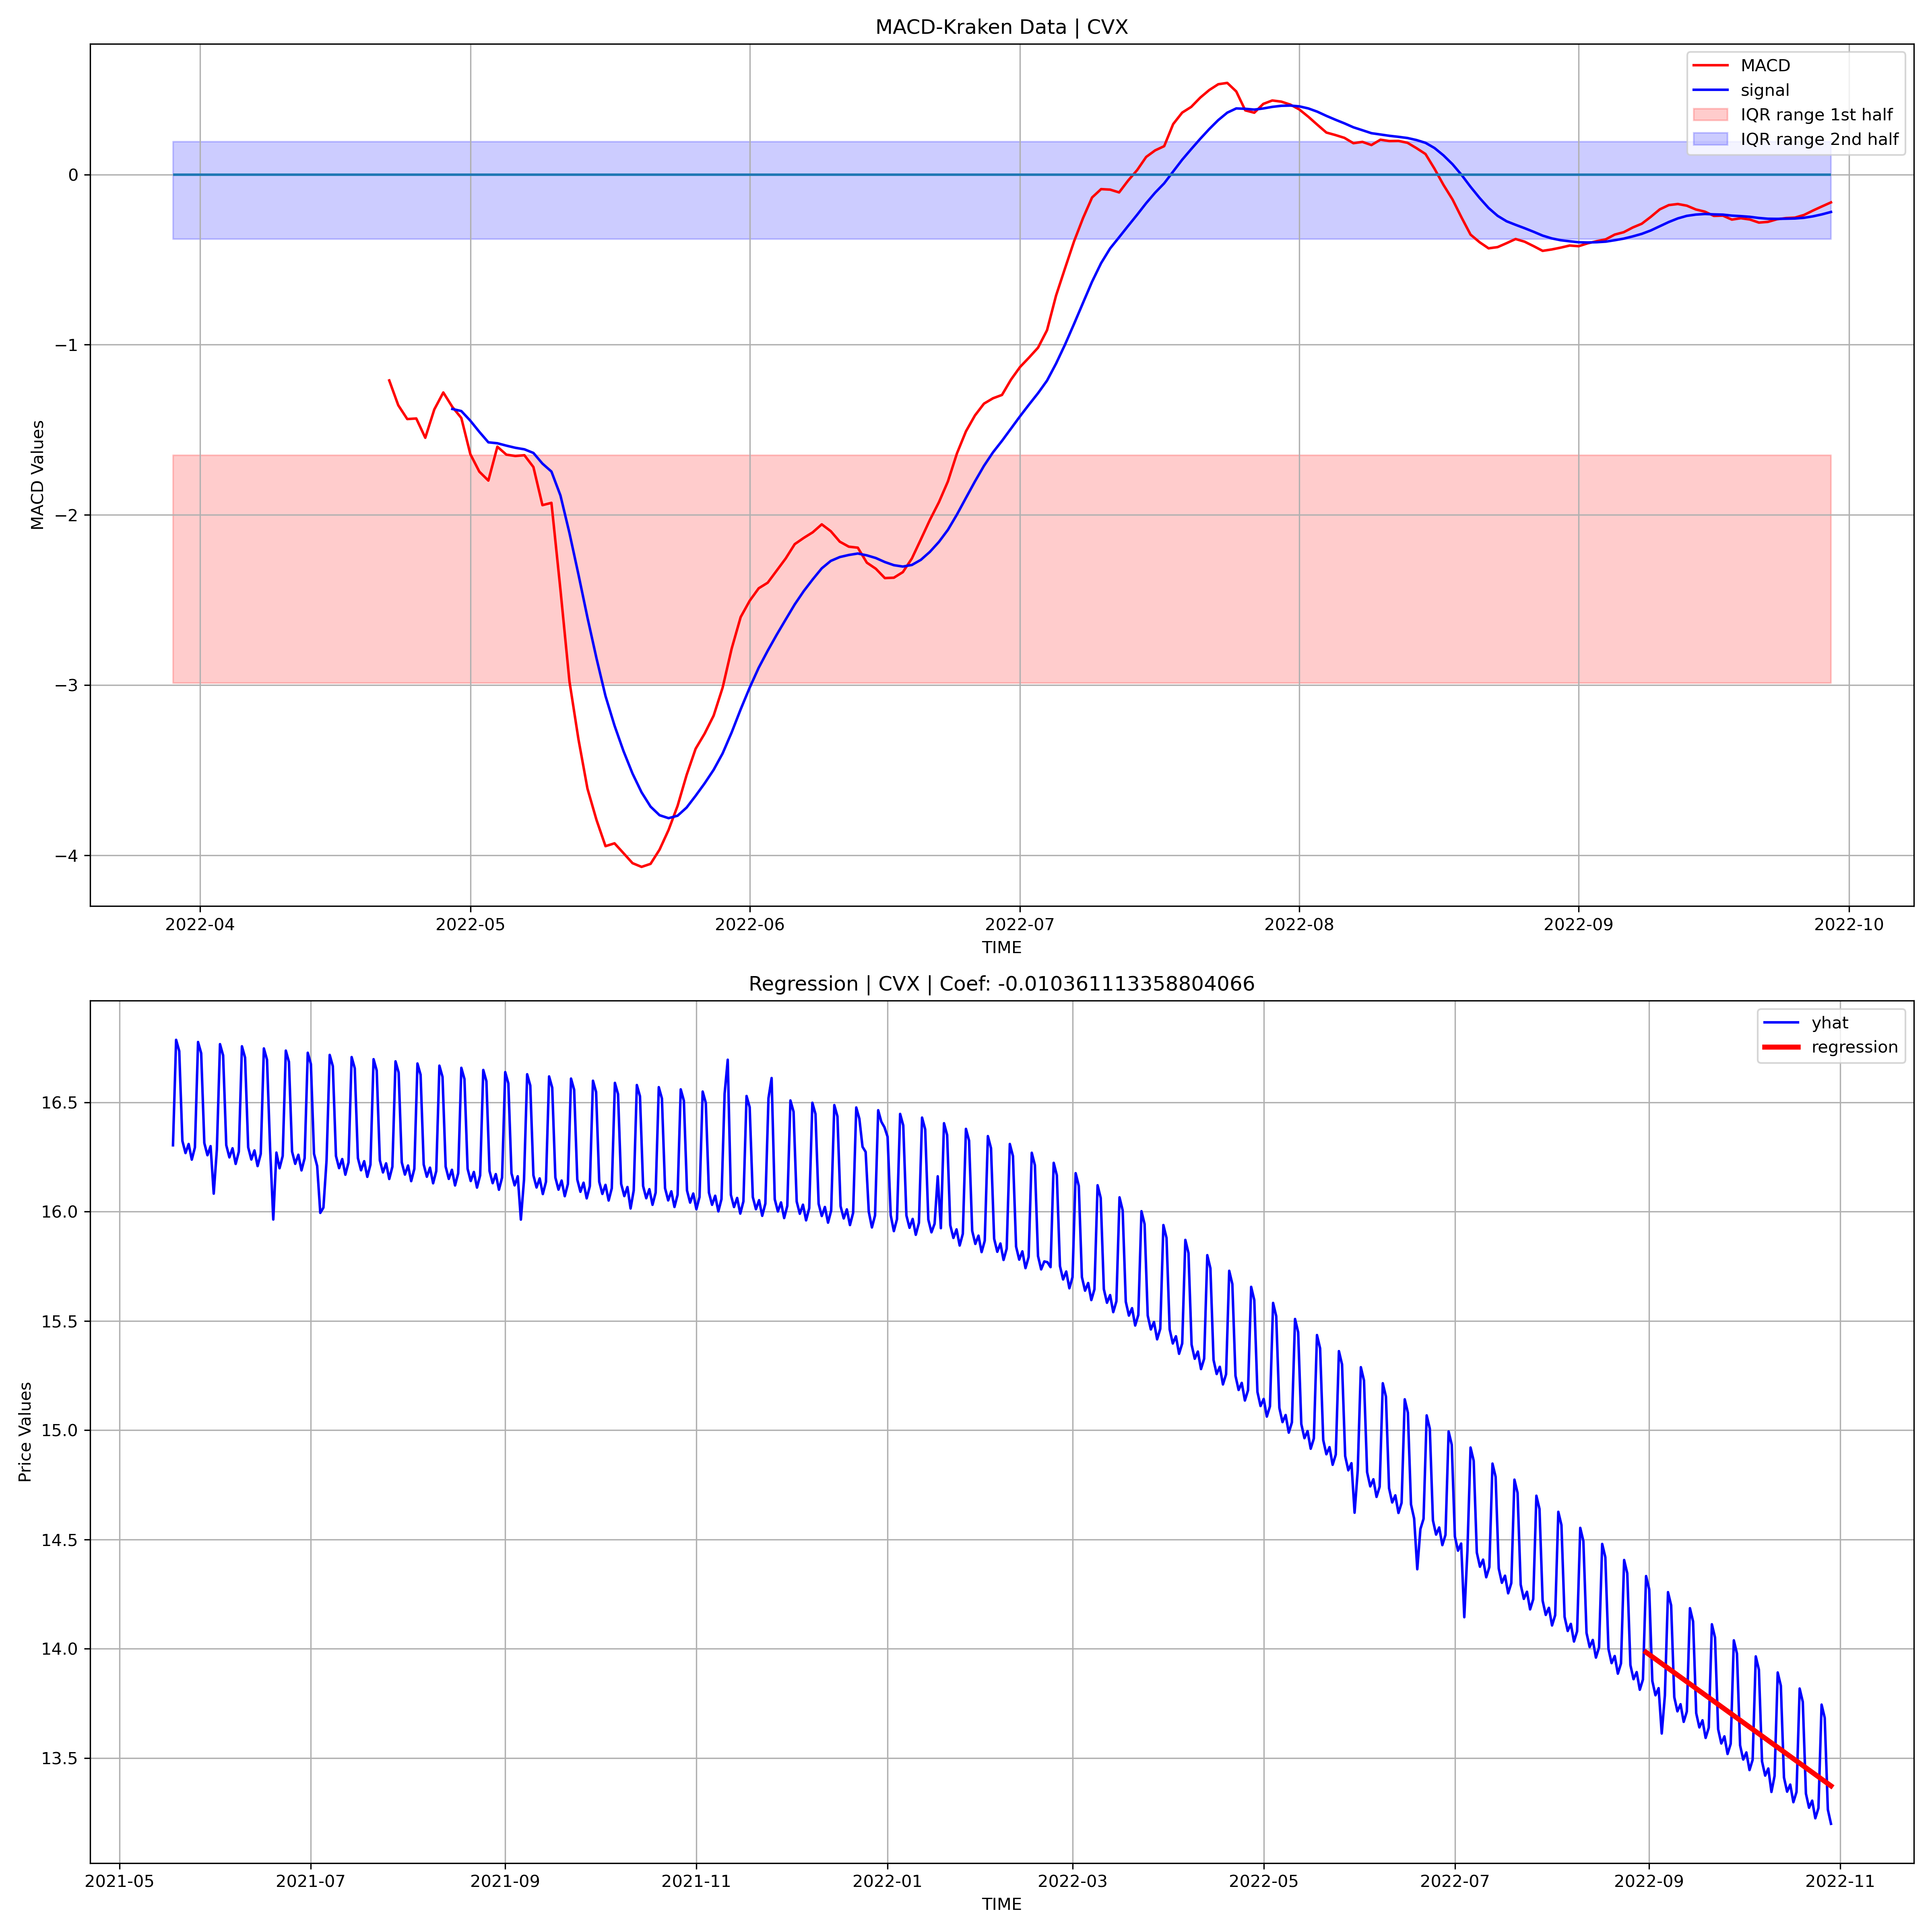 MACD-Kraken Data | CVX
MACD
signal
IQR range 1st half
IQR range 2nd half
0
−1
−2
−3
−4
MACD Values
2022-04 2022-05 2022-06 2022-07 2022-08 2022-09 2022-10
TIME
Regression | CVX | Coef: -0.010361113358804066
yhat
regression
16.5
16.0
15.5
15.0
14.5
14.0
13.5
Price Values
2021-05 2021-07 2021-09 2021-11 2022-01 2022-03 2022-05 2022-07 2022-09 2022-11
TIME